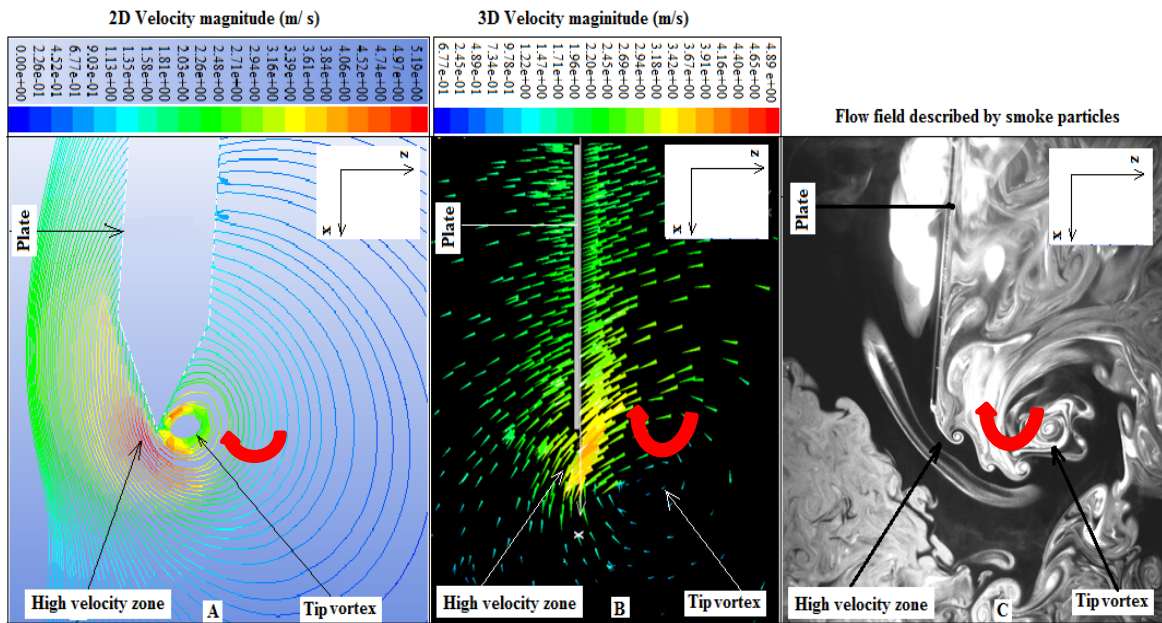 2D Velocity magnitude (m/ s)
0.00e+00
2.26e-01
4.52e-01
6.77e-01
9.03e-01
1.13e+00
1.35e+00
1.58e+00
1.81e+00
2.03e+00
2.26e+00
2.48e+00
2.71e+00
2.94e+00
3.16e+00
3.39e+00
3.61e+00
3.84e+00
4.06e+00
4.52e+00
4.74e+00
4.97e+00
5.19e+00
z
x
Plate
High velocity zone
A
Tip vortex
3D Velocity maginitude (m/s)
6.77e-01
2.45e-01
4.89e-01
7.34e-01
9.78e-01
1.22e+00
1.47e+00
1.71e+00
1.96e+00
2.20e+00
2.45e+00
2.69e+00
2.94e+00
3.18e+00
3.42e+00
3.67e+00
3.91e+00
4.16e+00
4.40e+00
4.65e+00
4.89 e+00
z
x
Plate
x
High velocity zone
B
Tip vortex
Flow field described by smoke particles
z
x
Plate
High velocity zone
C
Tip vortex